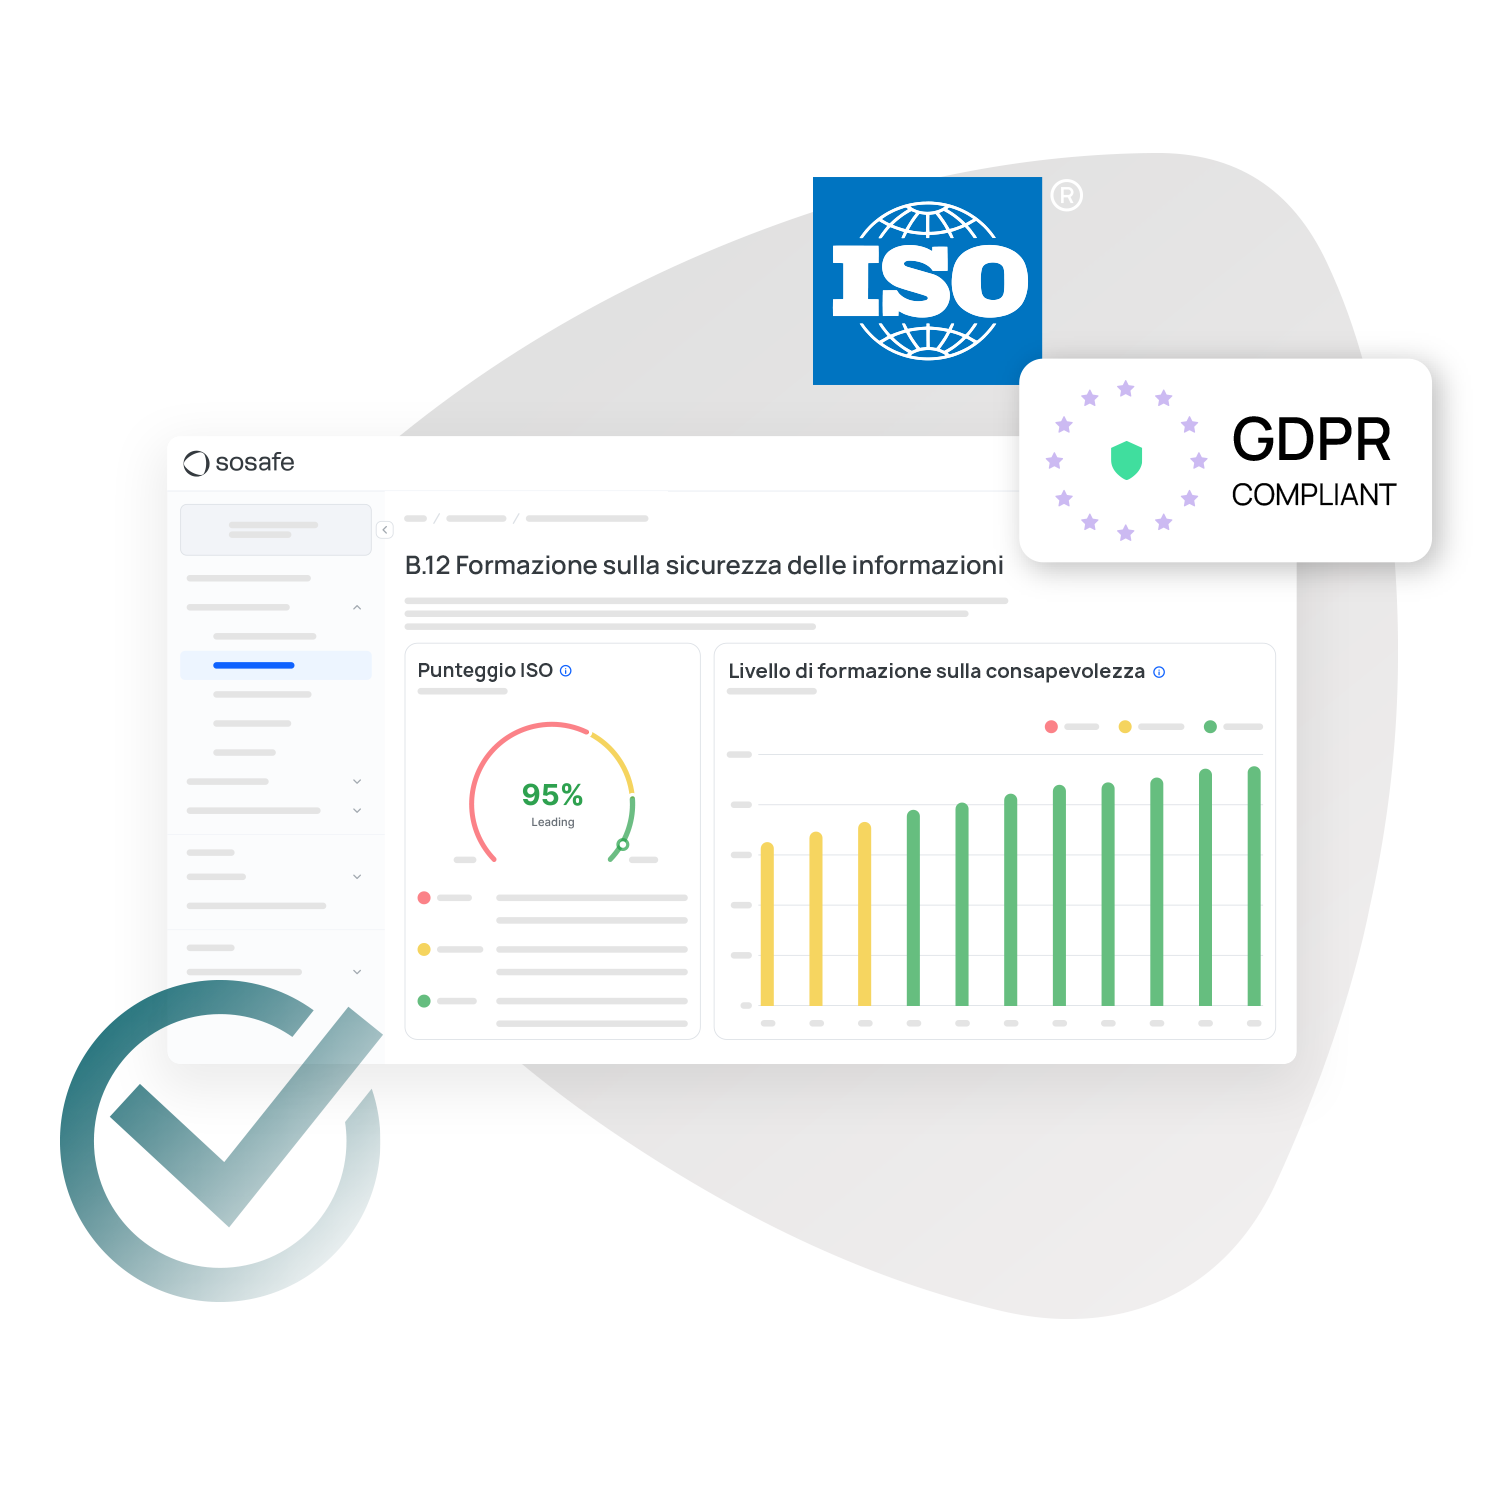 ISO
®
GDPR
COMPLIANT
sosafe
B.12 Formazione sulla sicurezza delle informazioni
Punteggio ISO
95%
Leading
Livello di formazione sulla consapevolezza